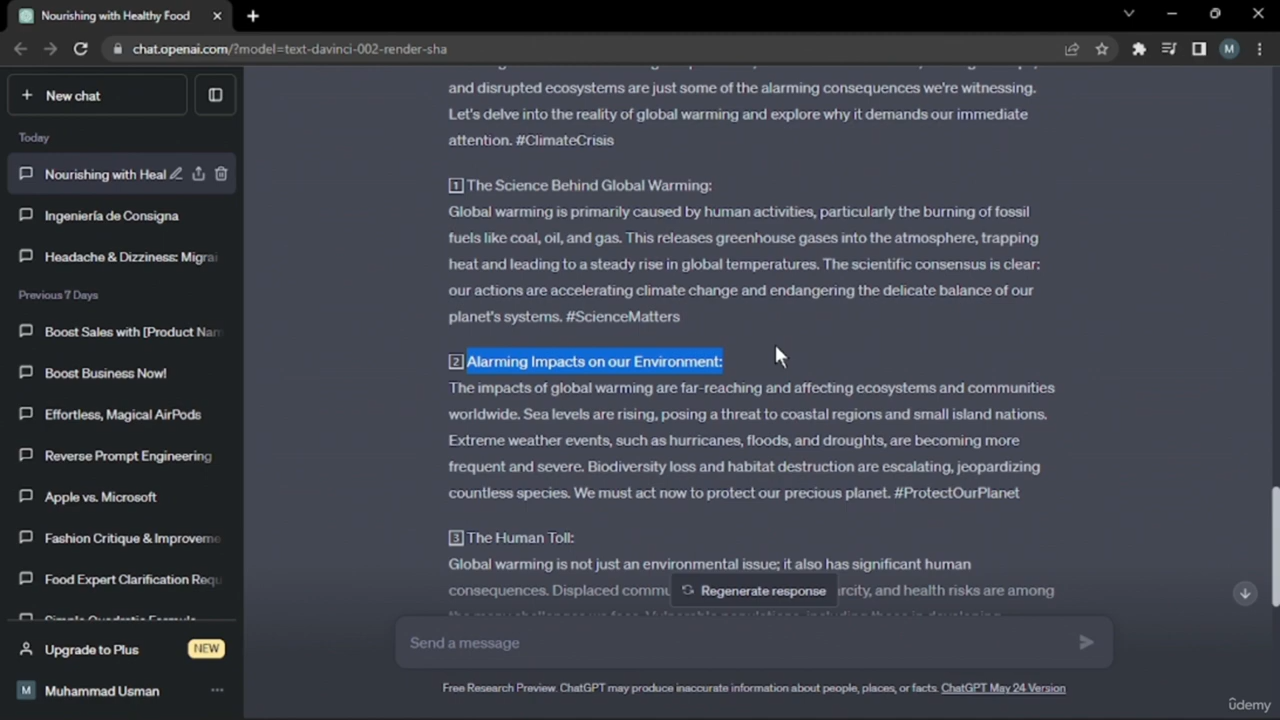 Nourishing with Healthy Food
chat.openai.com/?model=text-davinci-002-render-sha
M
New chat
Today
Nourishing with Heal
Ingeniería de Consigna
Headache & Dizziness: Migrai
Previous 7 Days
Boost Sales with [Product Nam
Boost Business Now!
Effortless, Magical AirPods
Reverse Prompt Engineering
Apple vs. Microsoft
Fashion Critique & Improveme
Food Expert Clarification Requ
Simple Quadratic Formula
Upgrade to Plus NEW
M Muhammad Usman
and disrupted ecosystems are just some of the alarming consequences we're witnessing.
Let's delve into the reality of global warming and explore why it demands our immediate
attention. #ClimateCrisis
1 The Science Behind Global Warming:
Global warming is primarily caused by human activities, particularly the burning of fossil
fuels like coal, oil, and gas. This releases greenhouse gases into the atmosphere, trapping
heat and leading to a steady rise in global temperatures. The scientific consensus is clear:
our actions are accelerating climate change and endangering the delicate balance of our
planet's systems. #ScienceMatters
2 Alarming Impacts on our Environment:
The impacts of global warming are far-reaching and affecting ecosystems and communities
worldwide. Sea levels are rising, posing a threat to coastal regions and small island nations.
Extreme weather events, such as hurricanes, floods, and droughts, are becoming more
frequent and severe. Biodiversity loss and habitat destruction are escalating, jeopardizing
countless species. We must act now to protect our precious planet. #ProtectOurPlanet
3 The Human Toll:
Global warming is not just an environmental issue; it also has significant human
consequences. Displaced commu arcity, and health risks are among
Regenerate response
Send a message
Free Research Preview. ChatGPT may produce inaccurate information about people, places, or facts. ChatGPT May 24 Version
ûdemy